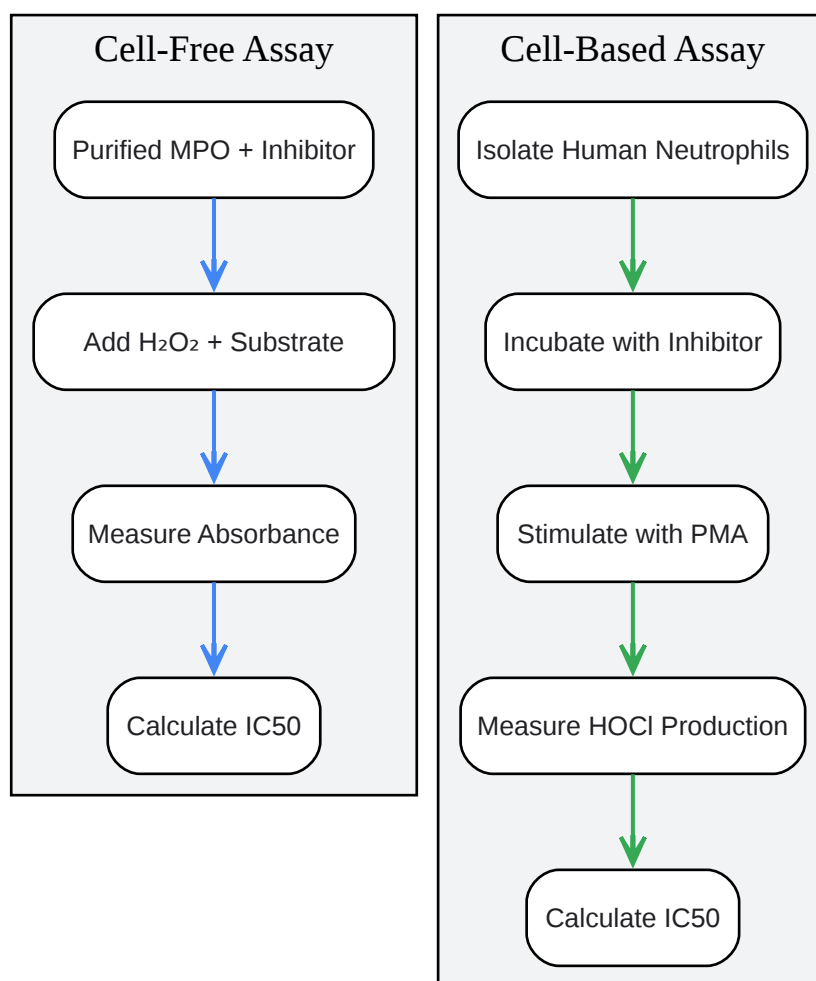 Cell-Free Assay
Purified MPO + Inhibitor
Add H₂O₂ + Substrate
Measure Absorbance
Calculate IC50
Cell-Based Assay
Isolate Human Neutrophils
Incubate with Inhibitor
Stimulate with PMA
Measure HOCl Production
Calculate IC50